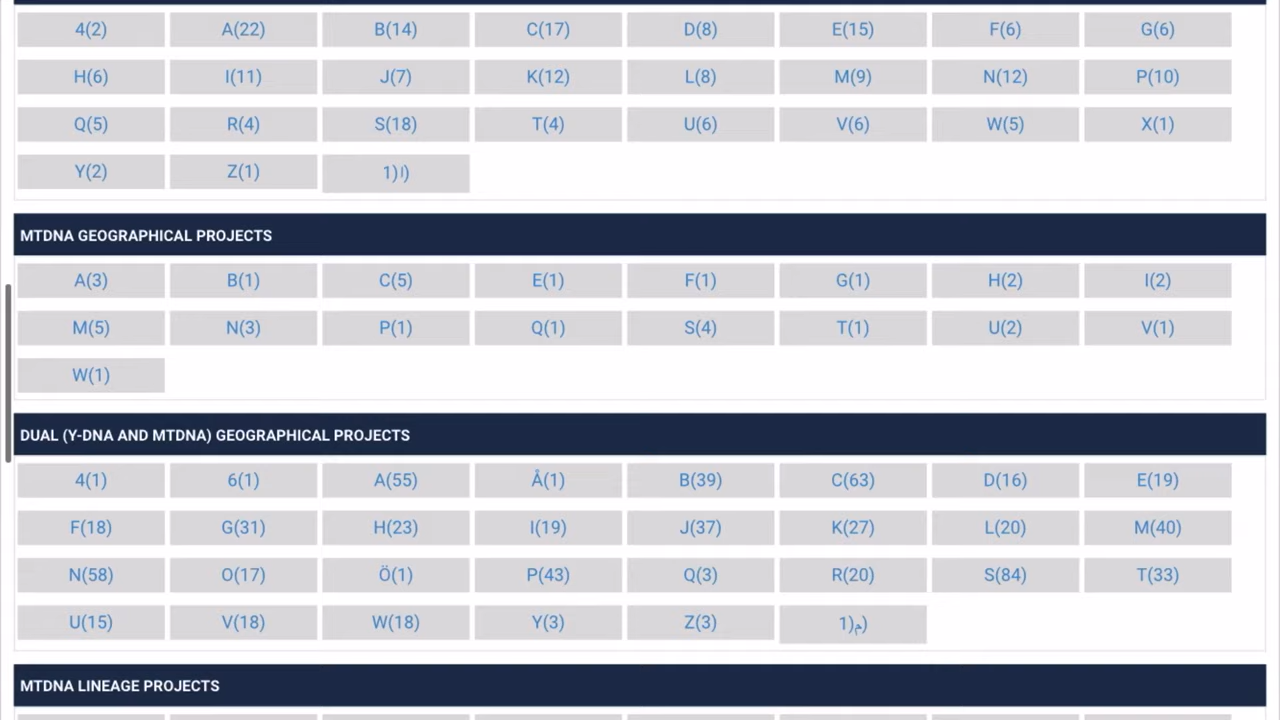 4(2) A(22) B(14) C(17) D(8) E(15) F(6) G(6)
H(6) I(11) J(7) K(12) L(8) M(9) N(12) P(10)
Q(5) R(4) S(18) T(4) U(6) V(6) W(5) X(1)
Y(2) Z(1) ا(1)
MTDNA GEOGRAPHICAL PROJECTS
A(3) B(1) C(5) E(1) F(1) G(1) H(2) I(2)
M(5) N(3) P(1) Q(1) S(4) T(1) U(2) V(1)
W(1)
DUAL (Y-DNA AND MTDNA) GEOGRAPHICAL PROJECTS
4(1) 6(1) A(55) Å(1) B(39) C(63) D(16) E(19)
F(18) G(31) H(23) I(19) J(37) K(27) L(20) M(40)
N(58) O(17) Ö(1) P(43) Q(3) R(20) S(84) T(33)
U(15) V(18) W(18) Y(3) Z(3) م(1)
MTDNA LINEAGE PROJECTS